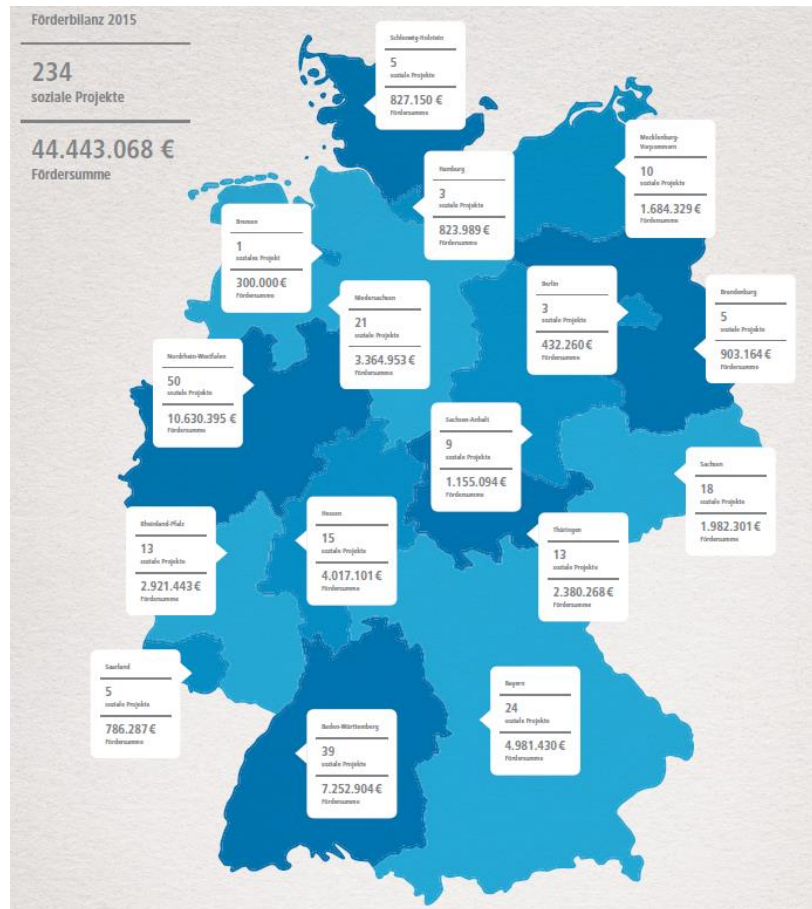 Förderbilanz 2015
234
soziale Projekte
44.443.068 €
Fördersumme
Schleswig-Holstein
5
soziale Projekte
827.150 €
Fördersumme
Mecklenburg-
Vorpommern
10
soziale Projekte
1.684.329 €
Fördersumme
Hamburg
3
soziale Projekte
823.989 €
Fördersumme
Bremen
1
soziales Projekt
300.000 €
Fördersumme
Niedersachsen
21
soziale Projekte
3.364.953 €
Fördersumme
Berlin
3
soziale Projekte
432.260 €
Fördersumme
Brandenburg
5
soziale Projekte
903.164 €
Fördersumme
Nordrhein-Westfalen
50
soziale Projekte
10.630.395 €
Fördersumme
Sachsen-Anhalt
9
soziale Projekte
1.155.094 €
Fördersumme
Sachsen
18
soziale Projekte
1.982.301 €
Fördersumme
Rheinland-Pfalz
13
soziale Projekte
2.921.443 €
Fördersumme
Hessen
15
soziale Projekte
4.017.101 €
Fördersumme
Thüringen
13
soziale Projekte
2.380.268 €
Fördersumme
Saarland
5
soziale Projekte
786.287 €
Fördersumme
Baden-Württemberg
39
soziale Projekte
7.252.904 €
Fördersumme
Bayern
24
soziale Projekte
4.981.430 €
Fördersumme